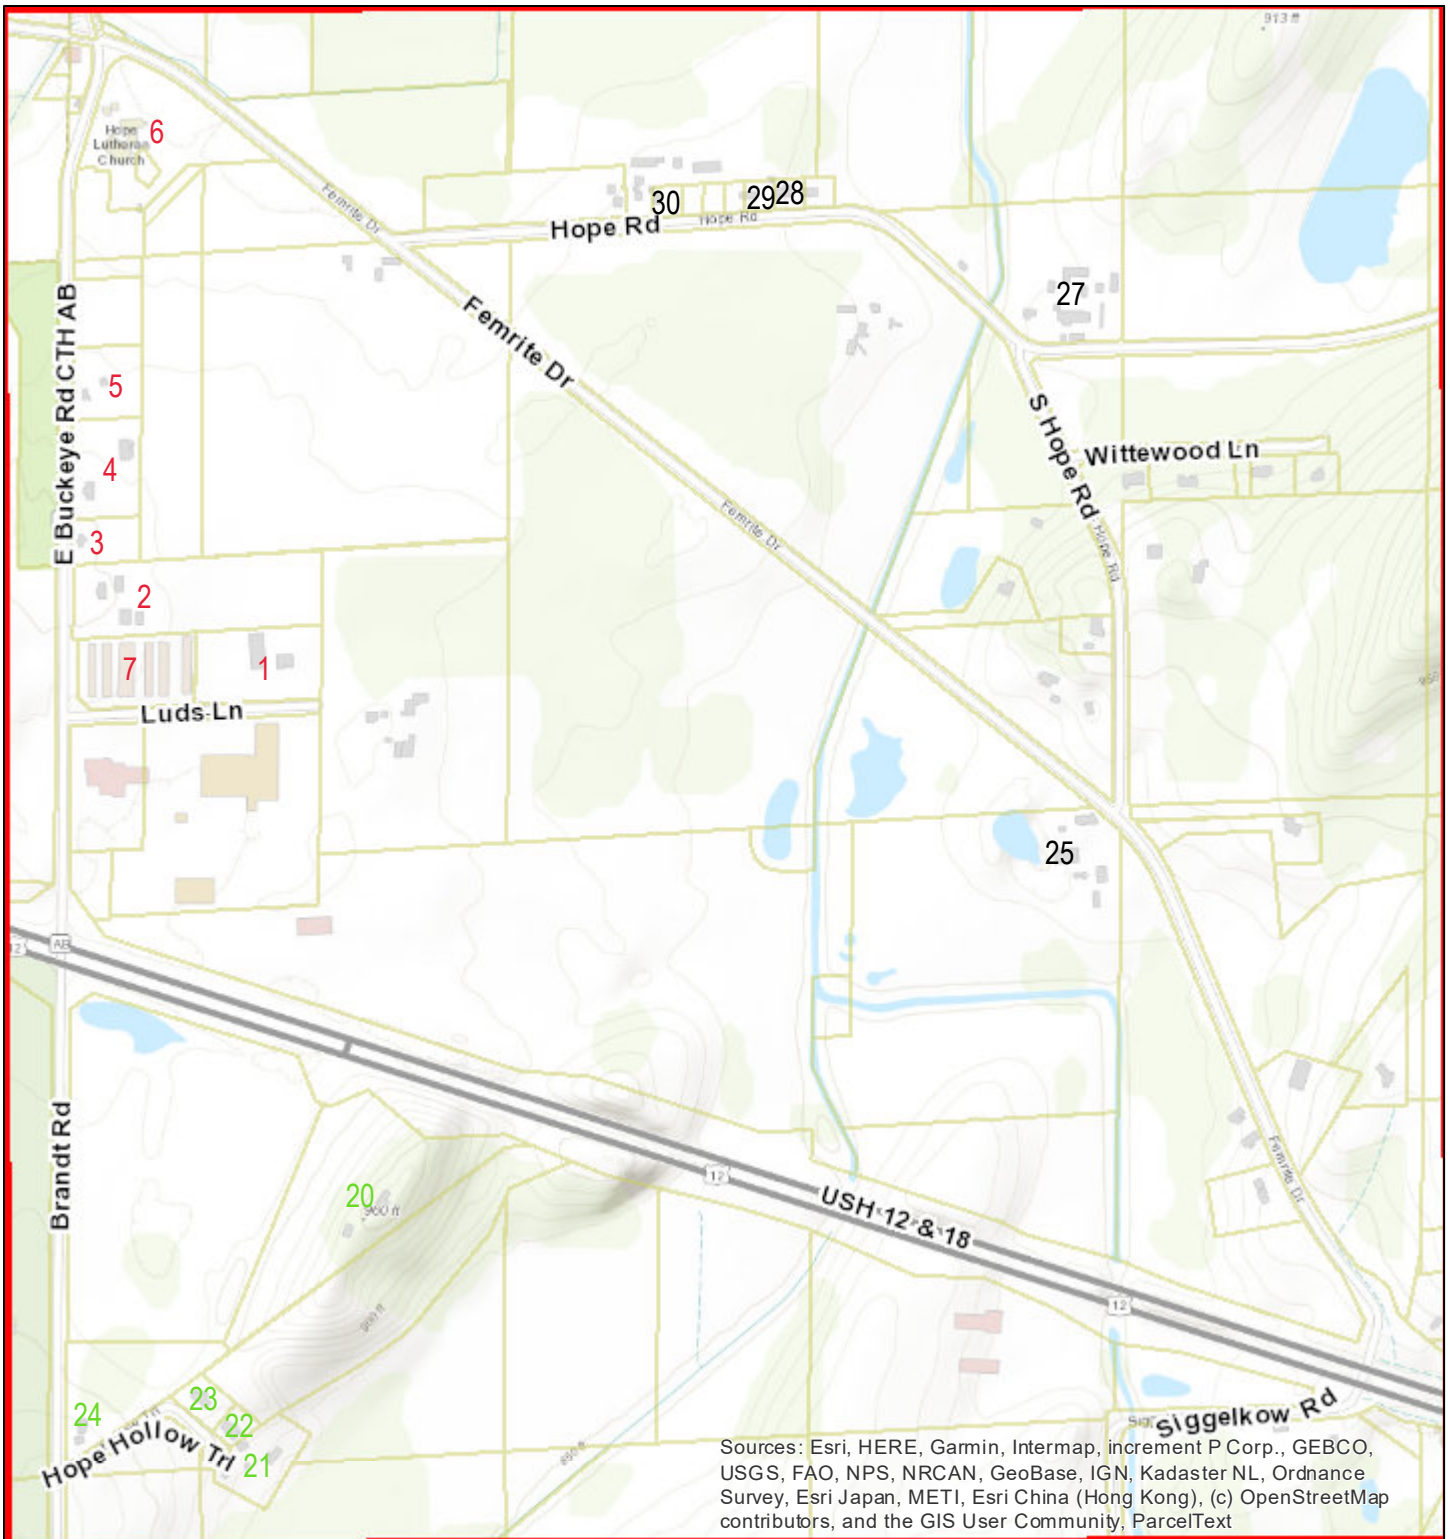 913 ft
Hope
Lutheran
Church
6
30
29
28
Hope Rd
Hope Rd
Femrite Dr
27
E Buckeye Rd CTH AB
Femrite Dr
5
S Hope Rd
Wittewood Ln
4
Femrite Dr
3
Hope Rd
2
7
1
Luds Ln
25
AB
12
Brandt Rd
Femrite Dr
12
20
960 ft
USH 12 & 18
12
900 ft
23
24
22
Hope Hollow Trl
21
Siggelkow Rd
Sources: Esri, HERE, Garmin, Intermap, increment P Corp., GEBCO,
USGS, FAO, NPS, NRCAN, GeoBase, IGN, Kadaster NL, Ordnance
Survey, Esri Japan, METI, Esri China (Hong Kong), (c) OpenStreetMap
contributors, and the GIS User Community, ParcelText